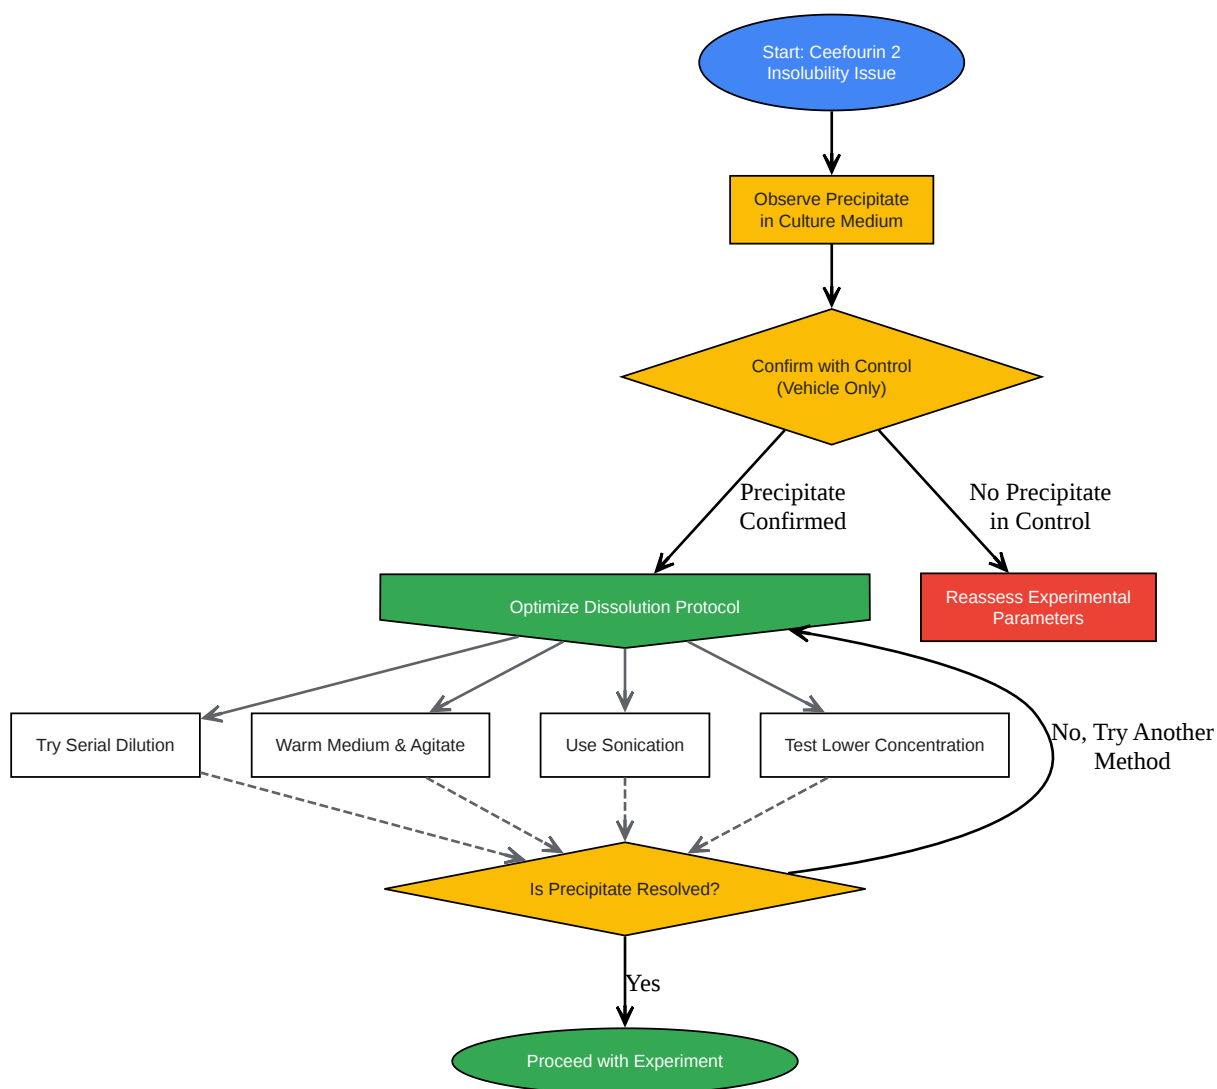 Start: Ceefourin 2
Insolubility Issue
Observe Precipitate
in Culture Medium
Confirm with Control
(Vehicle Only)
Precipitate
Confirmed
No Precipitate
in Control
Optimize Dissolution Protocol
Reassess Experimental
Parameters
Try Serial Dilution
Warm Medium & Agitate
Use Sonication
Test Lower Concentration
No, Try Another
Method
Is Precipitate Resolved?
Yes
Proceed with Experiment